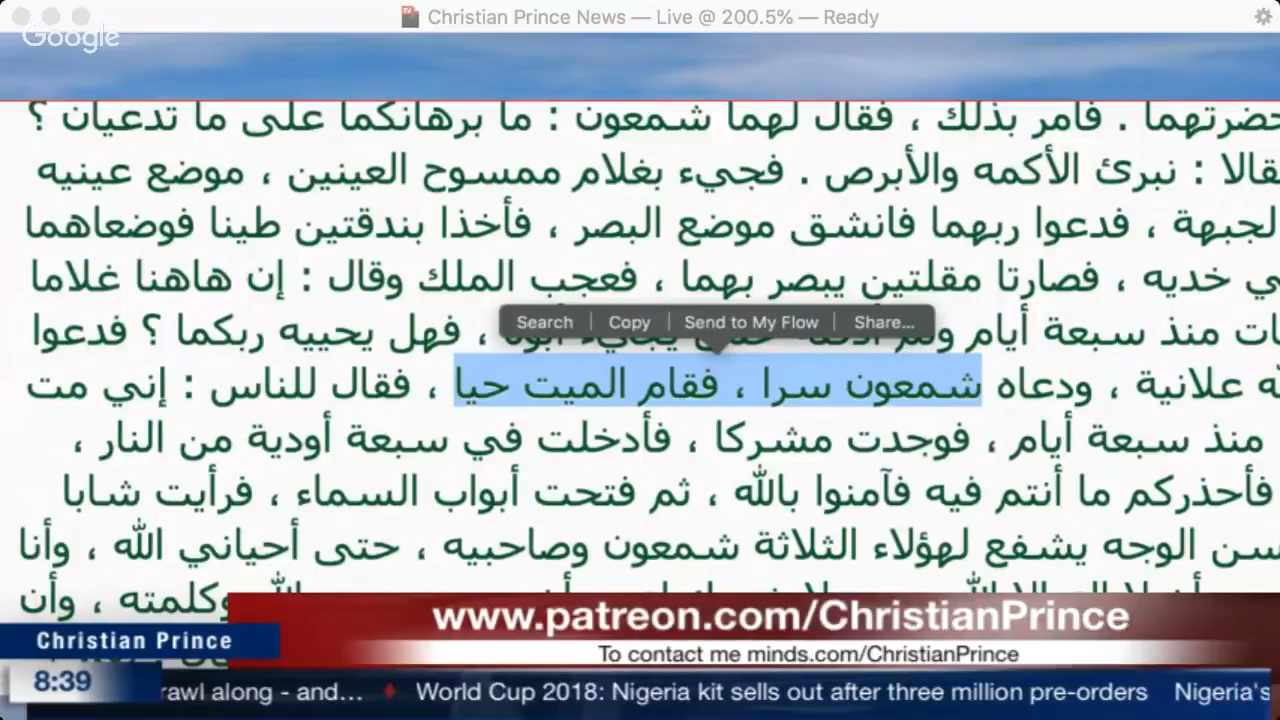 Christian Prince News — Live @ 200.5% — Ready
Google
حضرتهما . فأمر بذلك ، فقال لهما شمعون : ما برهانكما على ما تدعيان ؟
قالا : نبرئ الأكمه والأبرص . فجيء بغلام ممسوح العينين ، موضع عينيه
لجبهة ، فدعوا ربهما فانشق موضع البصر ، فأخذا بندقتين طينا فوضعاهما
ي خديه ، فصارتا مقلتين يبصر بهما ، فعجب الملك وقال : إن هاهنا غلاما
Search Copy Send to My Flow Share...
ات منذ سبعة أيام ، فهل يحييه ربكما ؟ فدعوا
ه علانية ، ودعاه شمعون سرا ، فقام الميت حيا ، فقال للناس : إني مت
منذ سبعة أيام ، فوجدت مشركا ، فأدخلت في سبعة أودية من النار ،
فأحذركم ما أنتم فيه فآمنوا بالله ، ثم فتحت أبواب السماء ، فرأيت شابا
سن الوجه يشفع لهؤلاء الثلاثة شمعون وصاحبيه ، حتى أحياني الله ، وأنا
وكلمته ، وأن
www.patreon.com/ChristianPrince
Christian Prince
To contact me minds.com/ChristianPrince
8:39
rawl along - and... ♦ World Cup 2018: Nigeria kit sells out after three million pre-orders Nigeria's